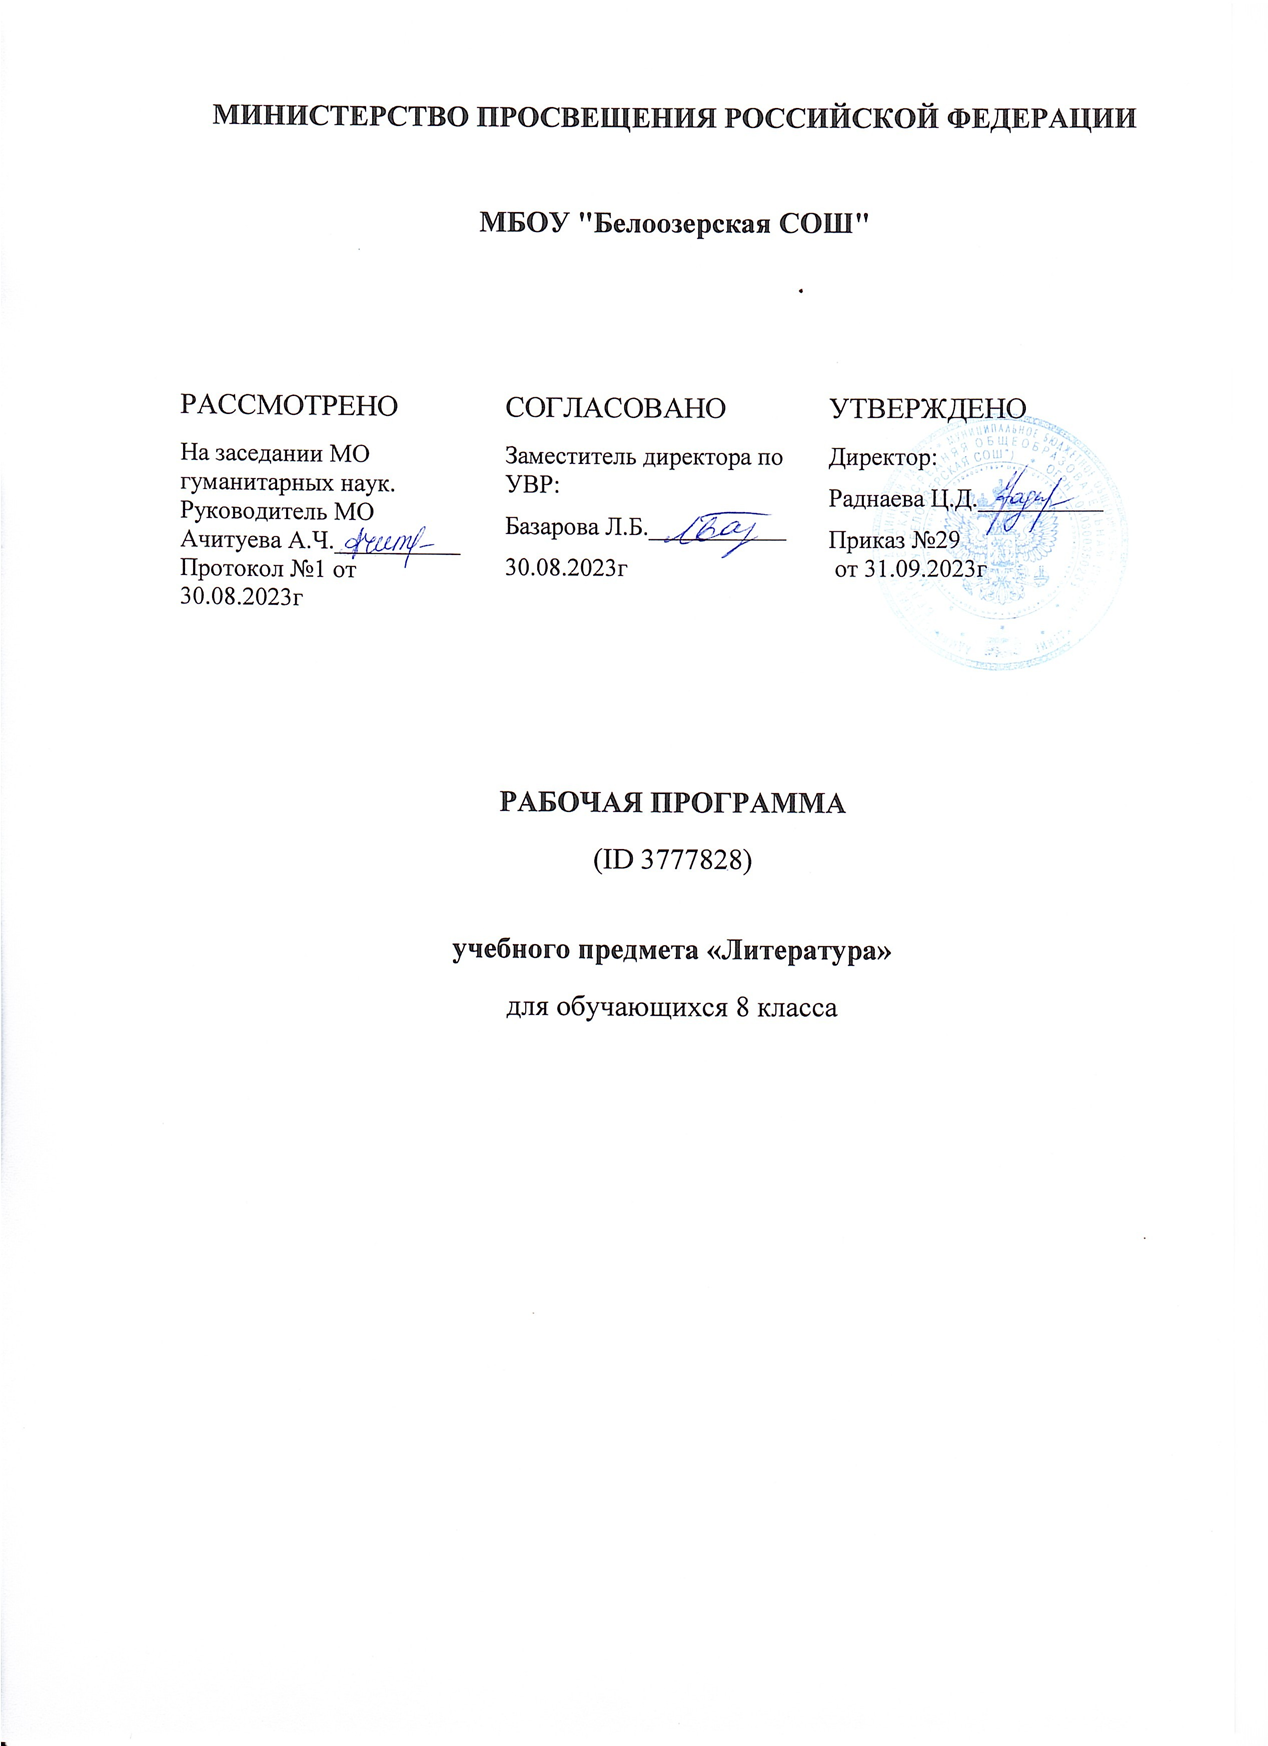 МИНИСТЕРСТВО ПРОСВЕЩЕНИЯ РОССИЙСКОЙ ФЕДЕРАЦИИ
МБОУ "Белоозерская СОШ"
РАССМОТРЕНО
На заседании МО
гуманитарных наук.
Руководитель МО
Ачитуева А.Ч.
Протокол №1 от
30.08.2023г
СОГЛАСОВАНО
Заместитель директора по
УВР:
Базарова Л.Б.
30.08.2023г
УТВЕРЖДЕНО
Директор:
Раднаева Ц.Д.
Приказ №29
от 31.09.2023г
РАБОЧАЯ ПРОГРАММА
(ID 3777828)
учебного предмета «Литература»
для обучающихся 8 класса